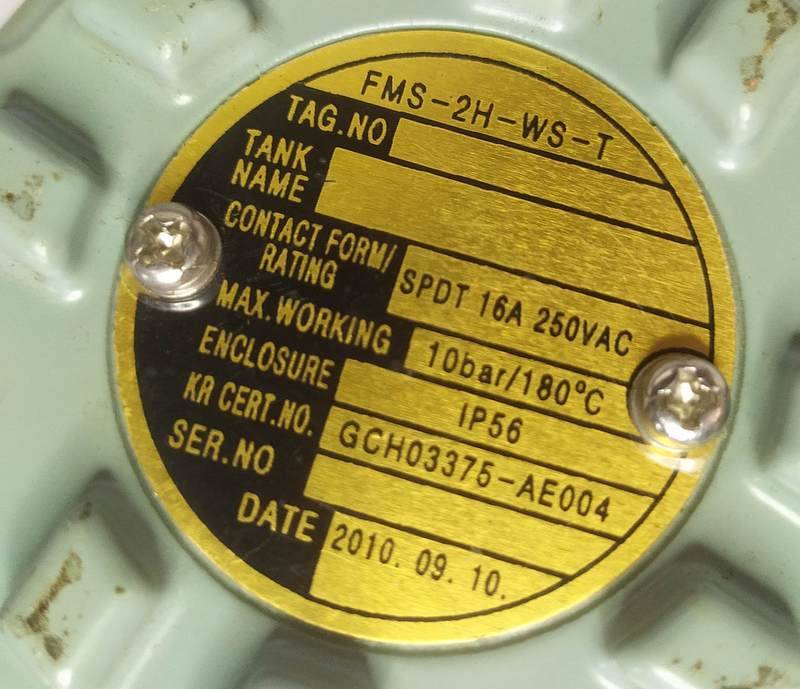 FMS-2H-WS-T
TAG.NO
TANK
NAME
CONTACT FORM/
RATING
SPDT 16A 250VAC
MAX.WORKING
10bar/180°C
ENCLOSURE
IP56
KR CERT.NO.
GCH03375-AE004
SER.NO
DATE
2010. 09. 10.